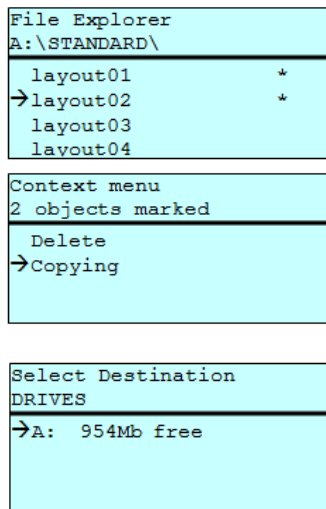 File Explorer
A:\STANDARD\
layout01 *
→layout02 *
layout03
layout04
Context menu
2 objects marked
Delete
→Copying
Select Destination
DRIVES
→A: 954Mb free